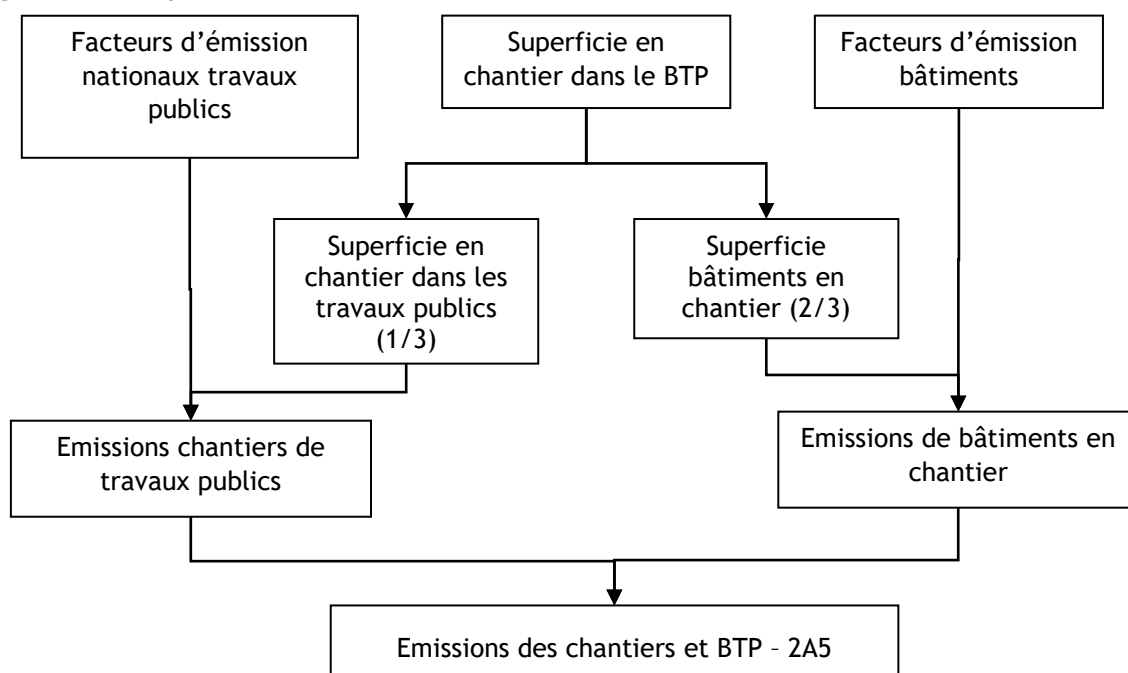 Facteurs d’émission
nationaux travaux
publics
Superficie en
chantier dans le BTP
Facteurs d’émission
bâtiments
Superficie en
chantier dans les
travaux publics
(1/3)
Superficie
bâtiments en
chantier (2/3)
Emissions chantiers de
travaux publics
Emissions de bâtiments en
chantier
Emissions des chantiers et BTP – 2A5